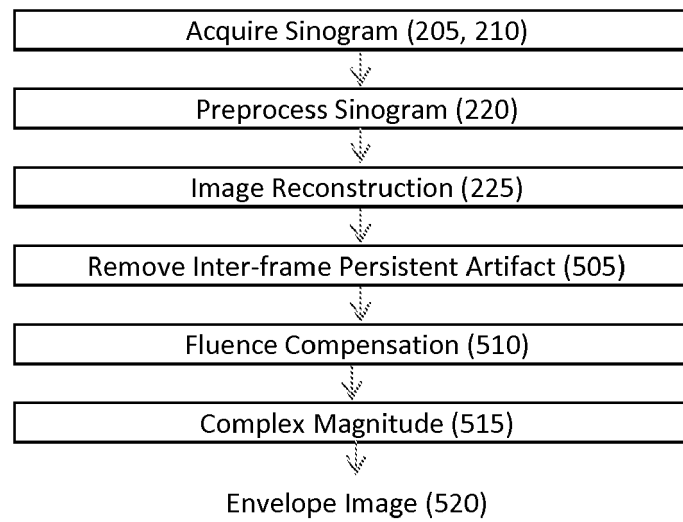 Acquire Sinogram (205, 210)
Preprocess Sinogram (220)
Image Reconstruction (225)
Remove Inter-frame Persistent Artifact (505)
Fluence Compensation (510)
Complex Magnitude (515)
Envelope Image (520)